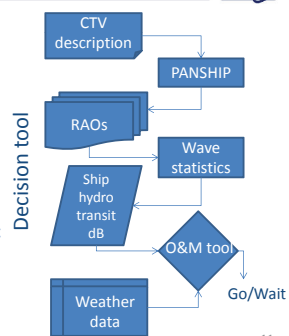 CTV
description
PANSHIP
RAOs
Wave
statistics
Decision tool
Ship
hydro
transit
dB
O&M tool
Go/Wait
Weather
data